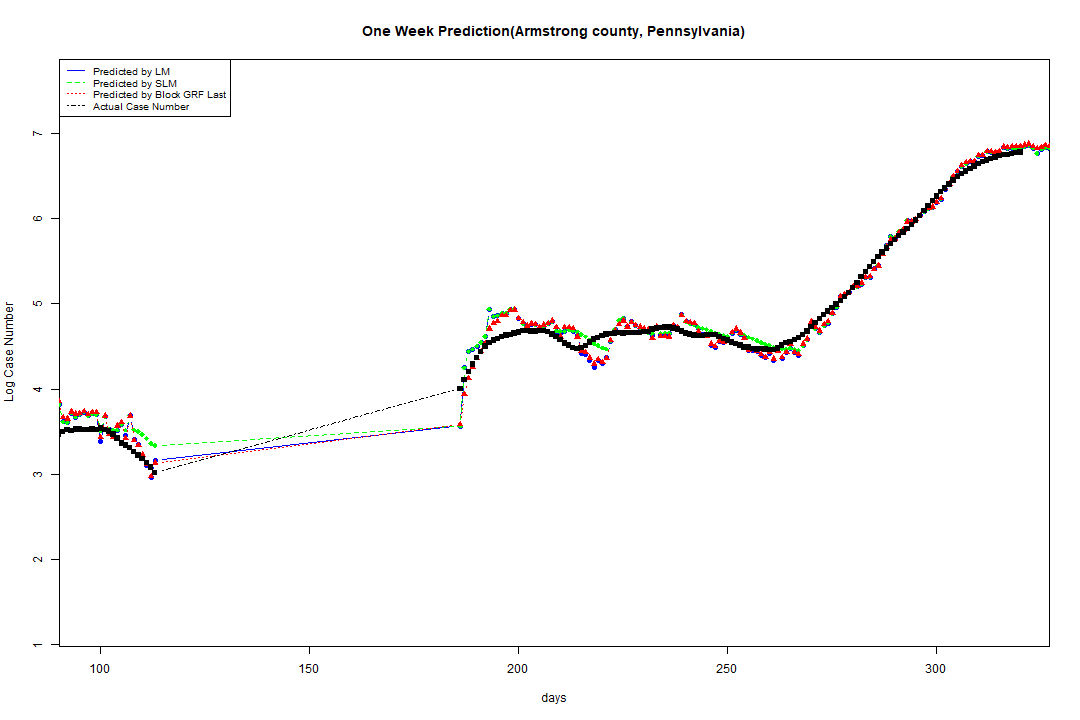 One Week Prediction(Armstrong county, Pennsylvania)
Predicted by LM
Predicted by SLM
Predicted by Block GRF Last
Actual Case Number
7
6
5
4
3
2
1
Log Case Number
100 150 200 250 300
days